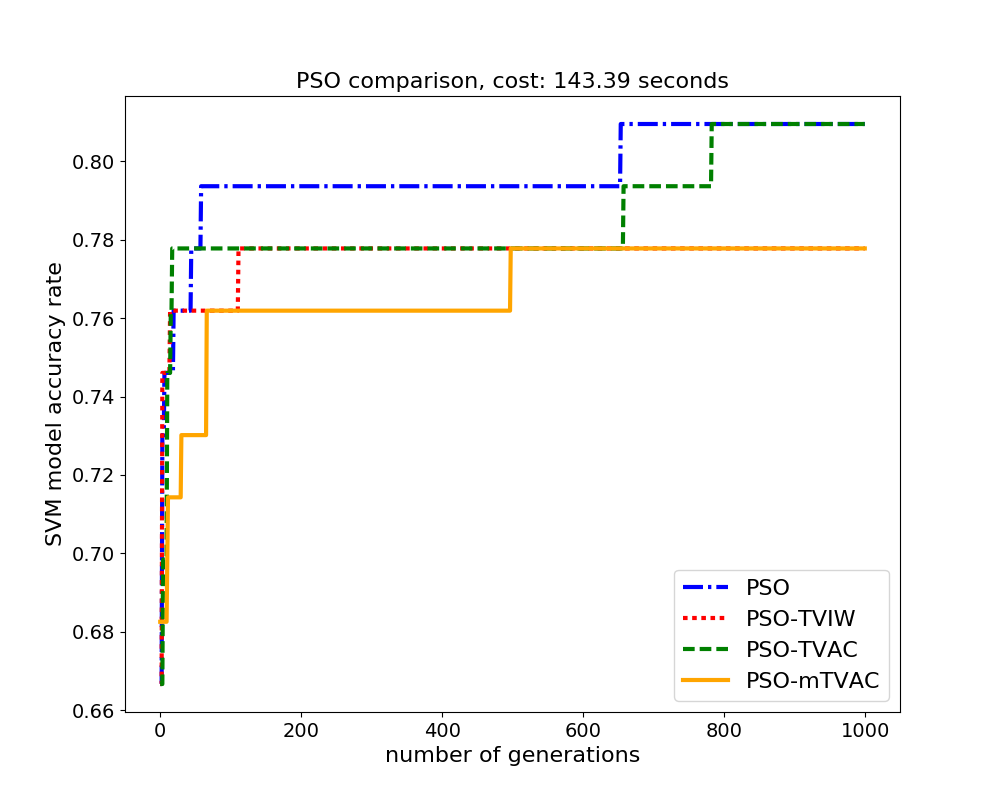 PSO comparison, cost: 143.39 seconds
SVM model accuracy rate
0.80
0.78
0.76
0.74
0.72
0.70
0.68
0.66
0 200 400 600 800 1000
number of generations
PSO
PSO-TVIW
PSO-TVAC
PSO-mTVAC